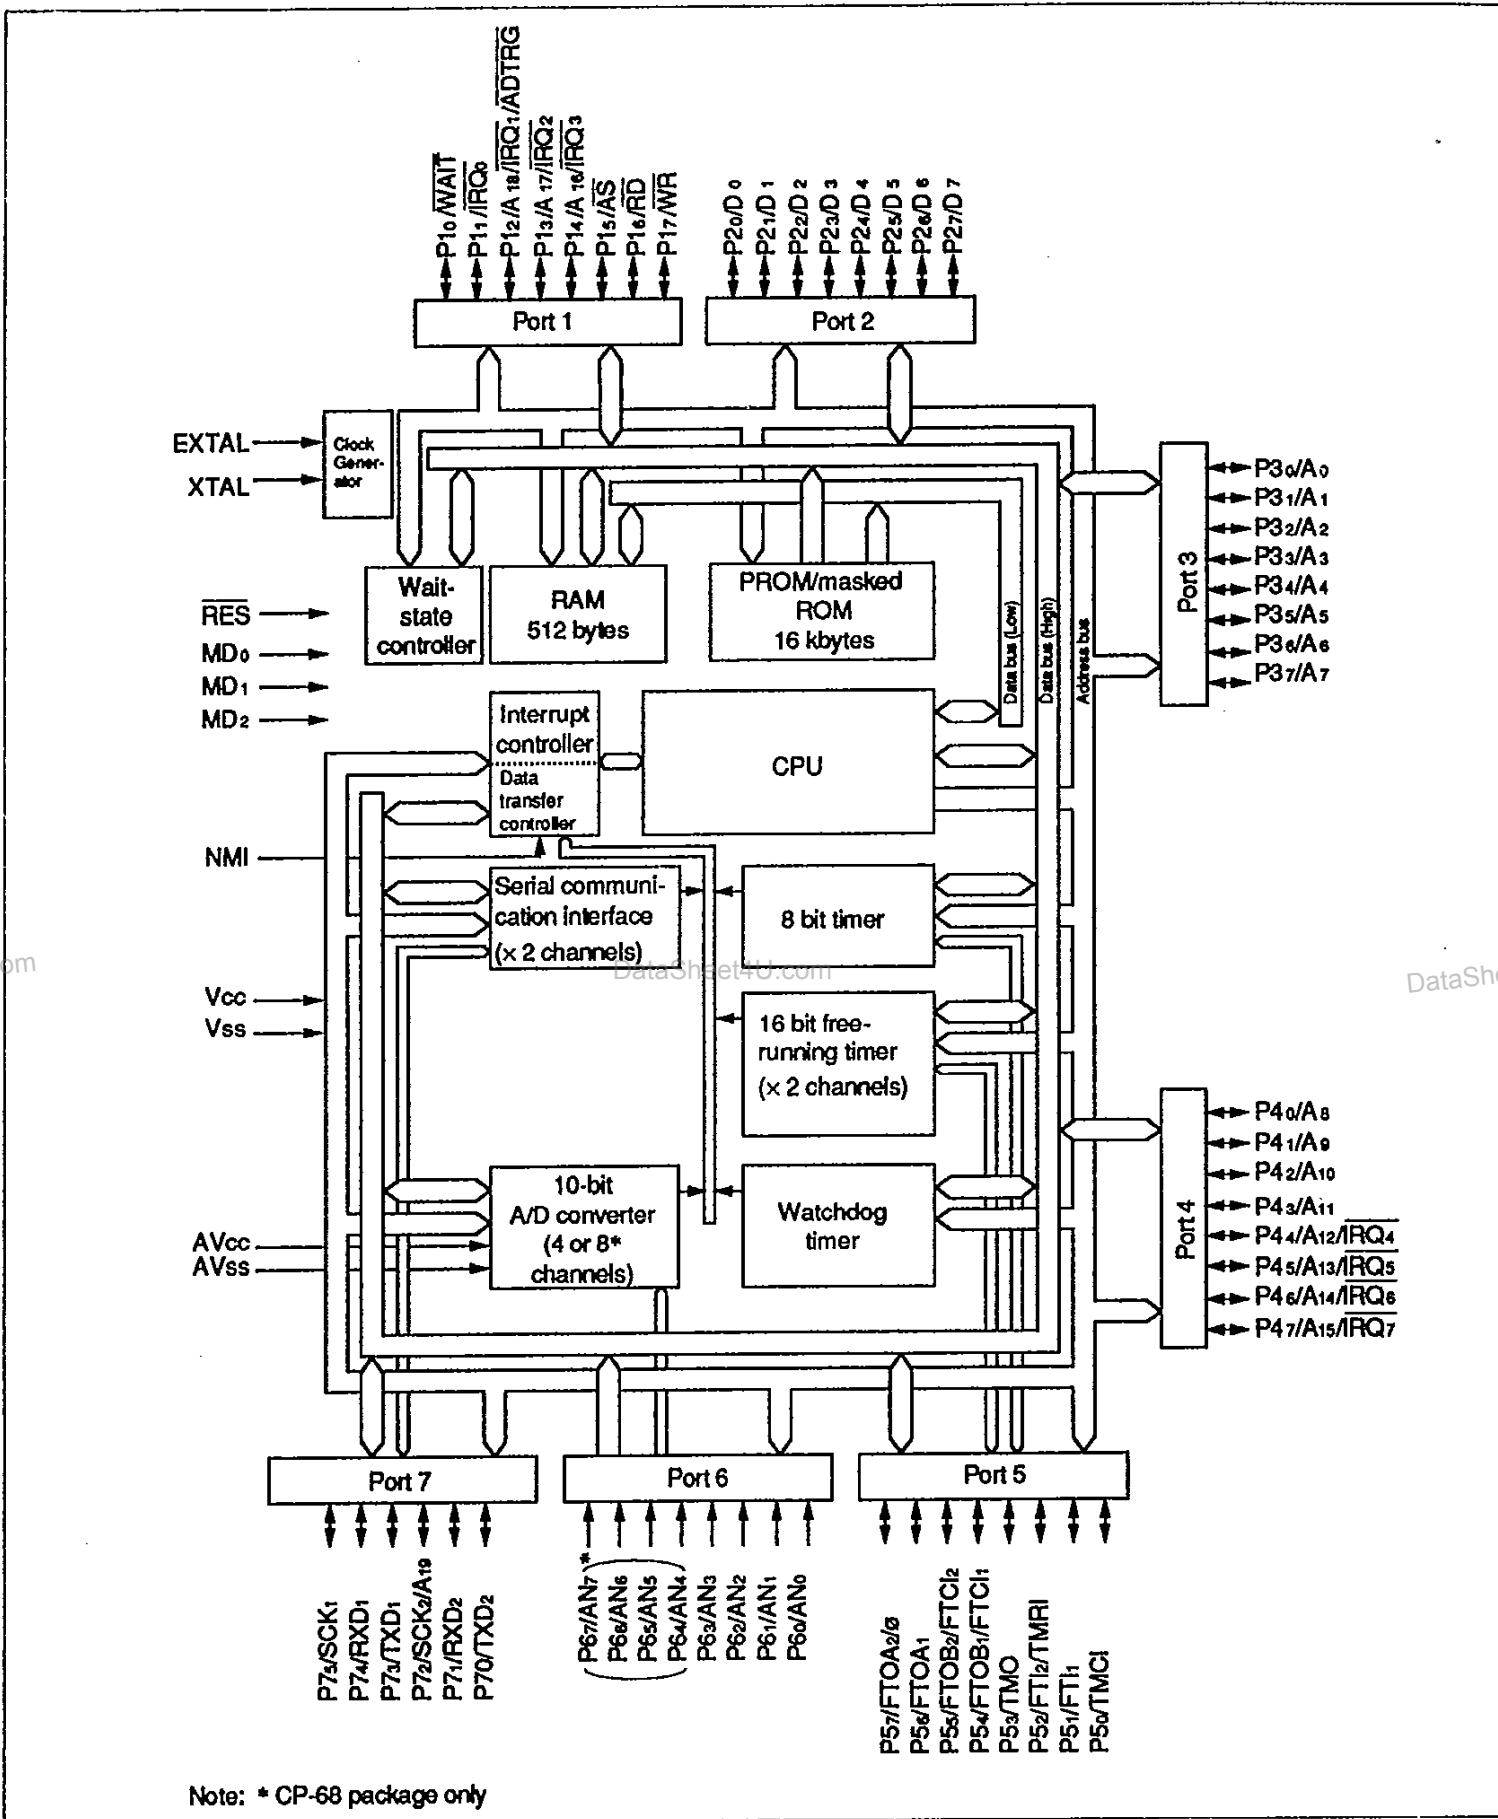 P10/WAIT
P11/IRQ0
P12/A18/IRQ1/ADTRG
P13/A17/IRQ2
P14/A16/IRQ3
P15/AS
P16/RD
P17/WR
P20/D0
P21/D1
P22/D2
P23/D3
P24/D4
P25/D5
P26/D6
P27/D7
Port 1
Port 2
EXTAL
XTAL
Clock
Gener-
ator
P30/A0
P31/A1
P32/A2
P33/A3
P34/A4
P35/A5
P36/A6
P37/A7
Port 3
RES
MD0
MD1
MD2
Wait-
state
controller
RAM
512 bytes
PROM/masked
ROM
16 kbytes
Data bus (Low)
Data bus (High)
Address bus
Interrupt
controller
Data
transfer
controller
CPU
NMI
Serial communi-
cation interface
(× 2 channels)
8 bit timer
om
DataSheet4U.com
DataShe
Vcc
Vss
16 bit free-
running timer
(× 2 channels)
P40/A8
P41/A9
P42/A10
P43/A11
P44/A12/IRQ4
P45/A13/IRQ5
P46/A14/IRQ6
P47/A15/IRQ7
Port 4
AVcc
AVss
10-bit
A/D converter
(4 or 8*
channels)
Watchdog
timer
Port 7
Port 6
Port 5
P75/SCK1
P74/RXD1
P73/TXD1
P72/SCK2/A19
P71/RXD2
P70/TXD2
P67/AN7 *
P66/AN6
P65/AN5
P64/AN4
P63/AN3
P62/AN2
P61/AN1
P60/AN0
P57/FTOA2/ø
P56/FTOA1
P55/FTOB2/FTCI2
P54/FTOB1/FTCI1
P53/TMO
P52/FTI2/TMRI
P51/FTI1
P50/TMCI
Note: * CP-68 package only